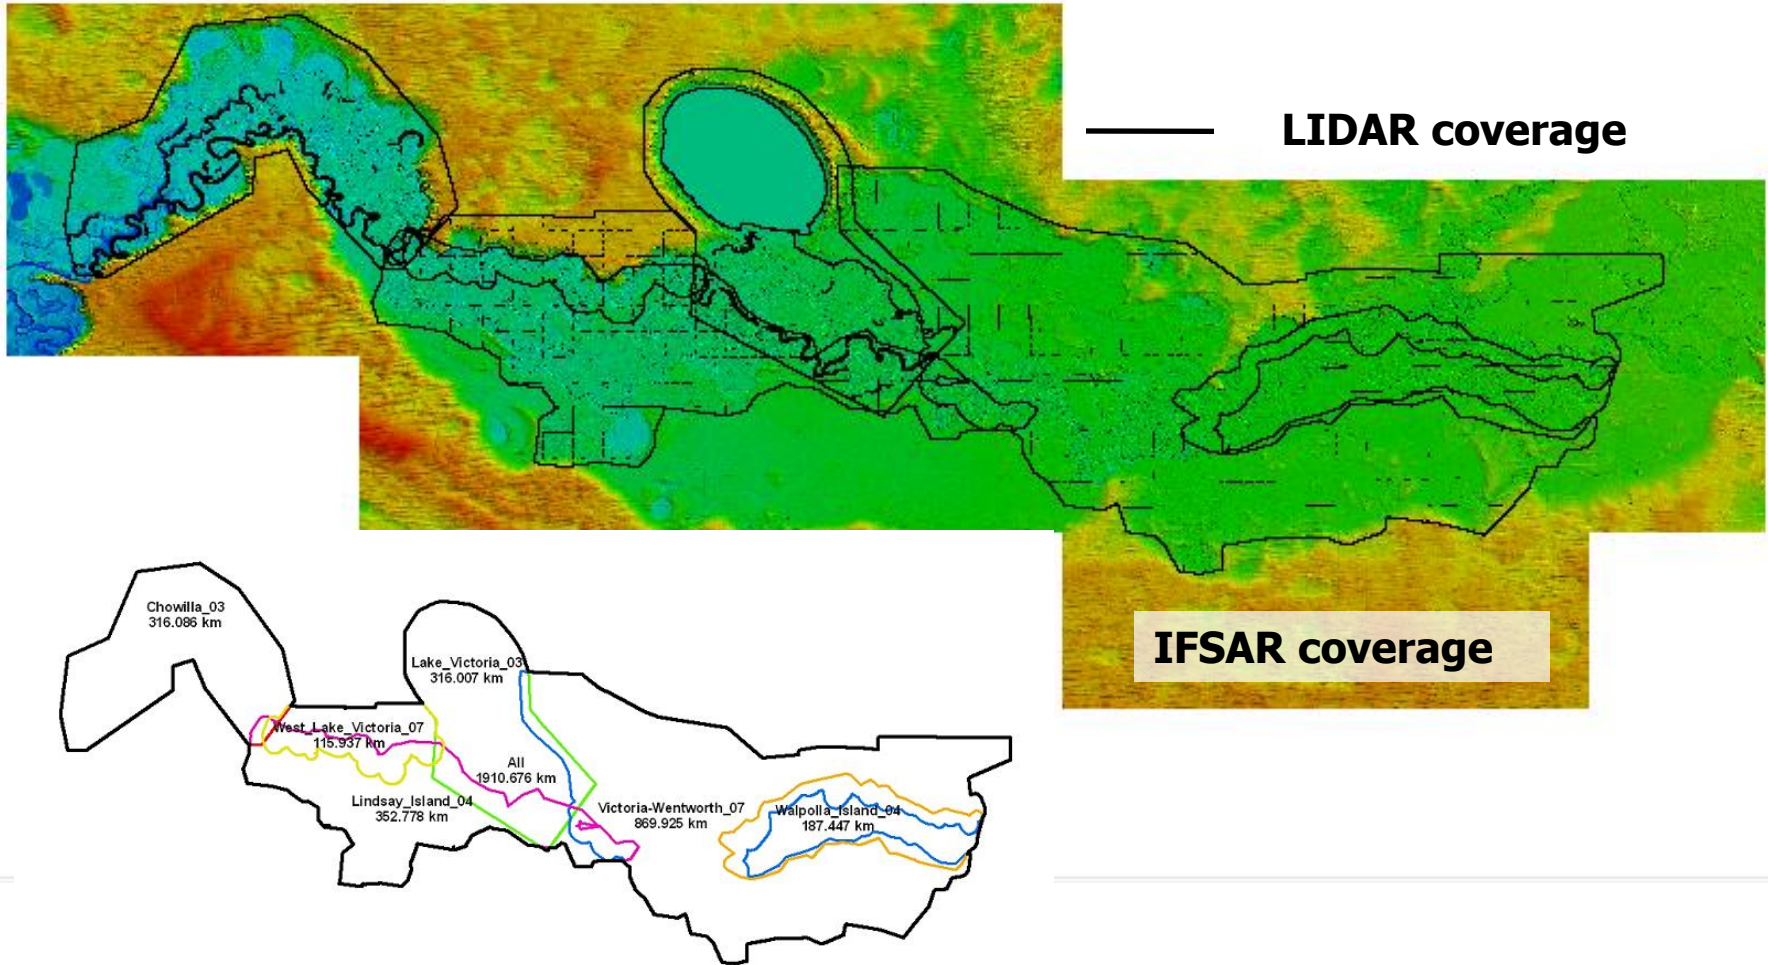 LIDAR coverage
IFSAR coverage
Chowilla_03
316.086 km
Lake_Victoria_03
316.007 km
West_Lake_Victoria_07
115.937 km
All
1910.676 km
Lindsay_Island_04
352.778 km
Victoria-Wentworth_07
869.925 km
Walpolla_Island_04
187.447 km